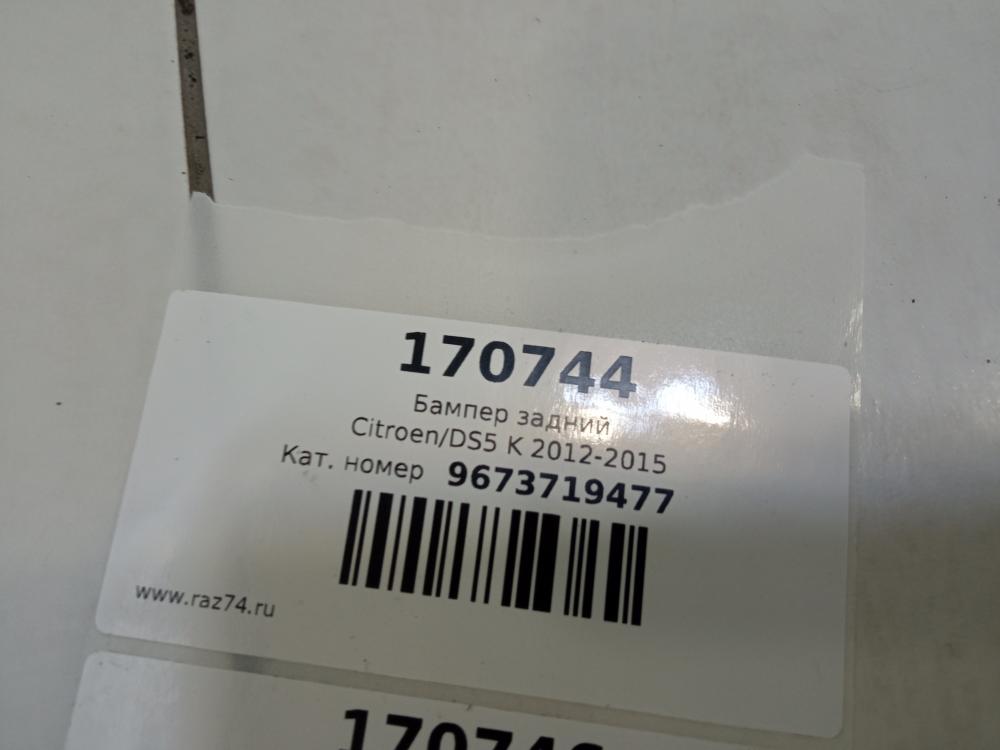 170744
Бампер задний
Citroen/DS5 K 2012-2015
Кат. номер 9673719477
www.raz74.ru